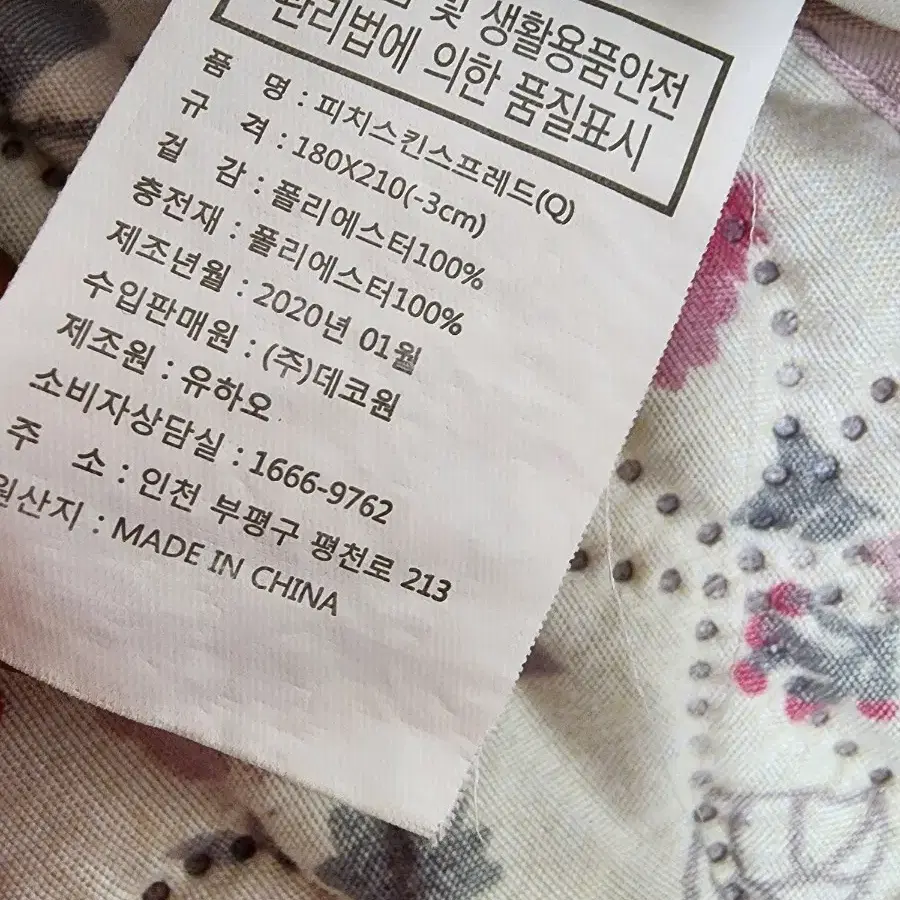 및 생활용품안전
관리법에 의한 품질표시
품 명 : 피치스킨스프레드(Q)
규 격 : 180X210(-3cm)
겉 감 : 폴리에스터100%
충전재 : 폴리에스터100%
제조년월 : 2020년 01월
수입판매원 : (주)데코원
제조원 : 유하오
소비자상담실 : 1666-9762
주 소 : 인천 부평구 평천로 213
원산지 : MADE IN CHINA